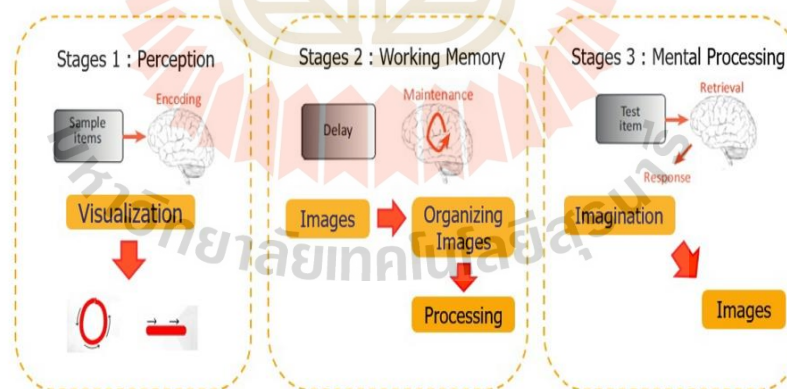 Stages 1 : Perception
Encoding
Sample
items
Visualization
Stages 2 : Working Memory
Maintenance
Delay
Images
Organizing
Images
Processing
Stages 3 : Mental Processing
Retrieval
Test
item
Response
Imagination
Images
มหาวิทยาลัยเทคโนโลยีสุรนารี